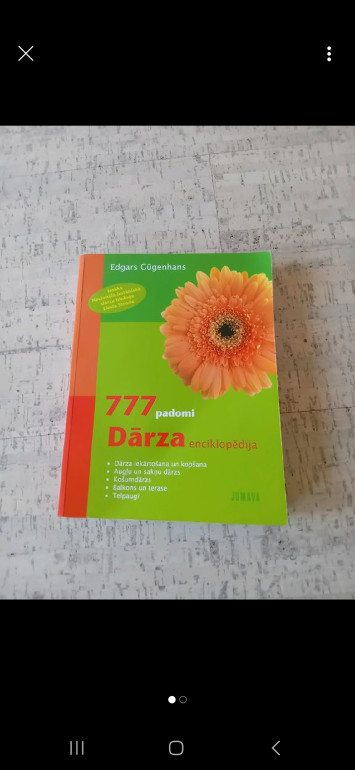 Edgars Cūgenhans
777 padomi
Dārza enciklopēdija
• Dārza iekārtošana un kopšana
• Augļu un sakņu dārzs
• Košumdārzs
• Balkons un terase
• Telpaugi
JUMAVA